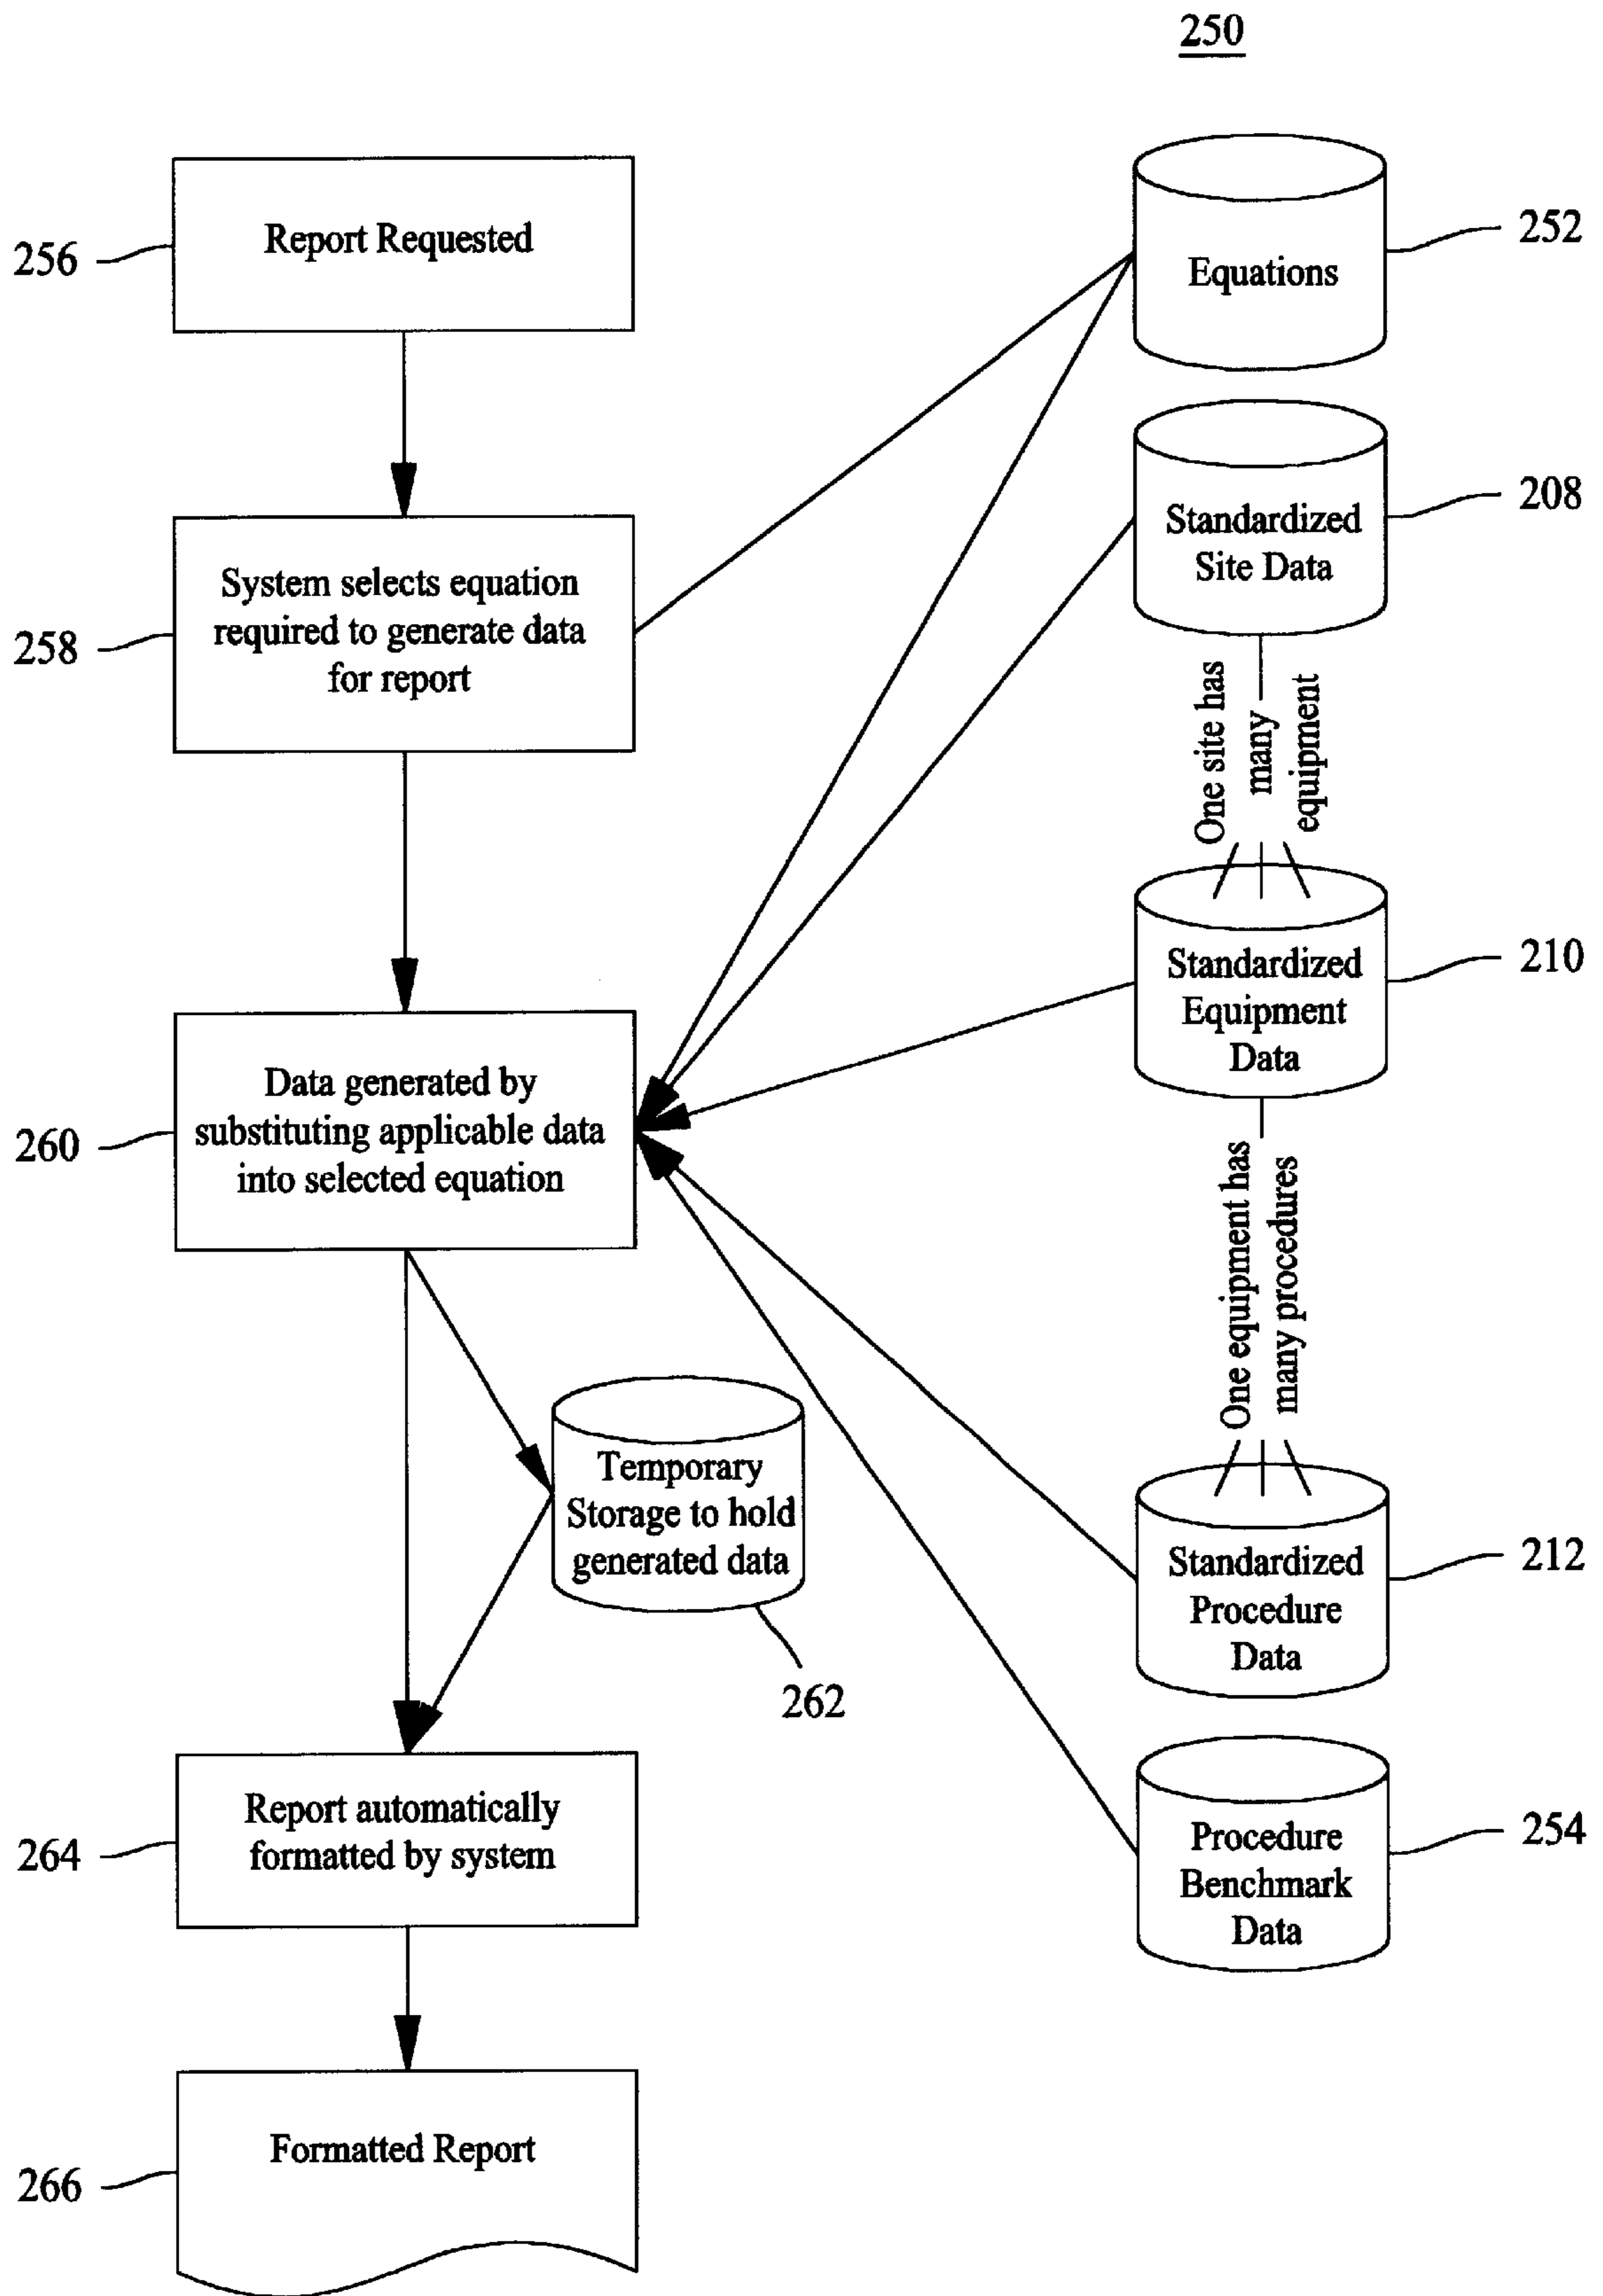 250
256
Report Requested
Equations
252
258
System selects equation
required to generate data
for report
Standardized
Site Data
208
One site has
many
equipment
260
Data generated by
substituting applicable data
into selected equation
Standardized
Equipment
Data
210
One equipment has
many procedures
Temporary
Storage to hold
generated data
262
Standardized
Procedure
Data
212
264
Report automatically
formatted by system
Procedure
Benchmark
Data
254
266
Formatted Report